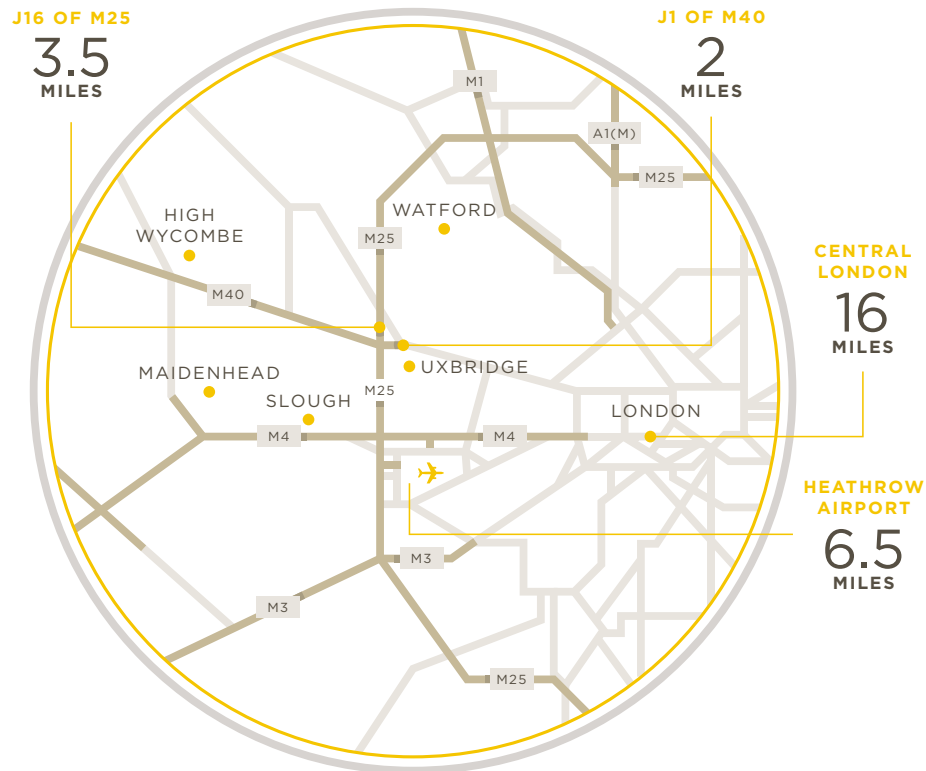 J16 OF M25
3.5
MILES
J1 OF M40
2
MILES
M1
A1(M)
M25
HIGH
WYCOMBE
WATFORD
M25
M40
CENTRAL
LONDON
16
MILES
UXBRIDGE
MAIDENHEAD
M25
SLOUGH
LONDON
M4
M4
HEATHROW
AIRPORT
6.5
MILES
M3
M3
M25